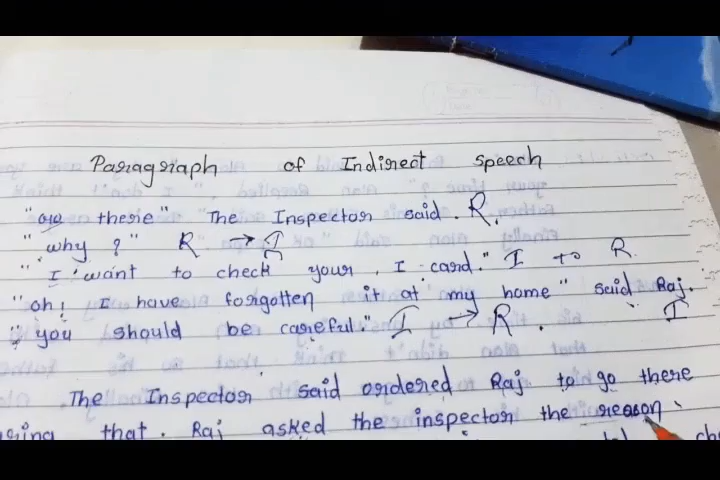 Paragraph of Indirect speech
"Go there" The Inspector said. R.
"why ?" R → I
"I want to check your I card." I to R
"oh! I have forgotten it at my home" said Raj.
"you should be careful." I → R. I
The Inspector said ordered Raj to go there
that. Raj asked the inspector the reason